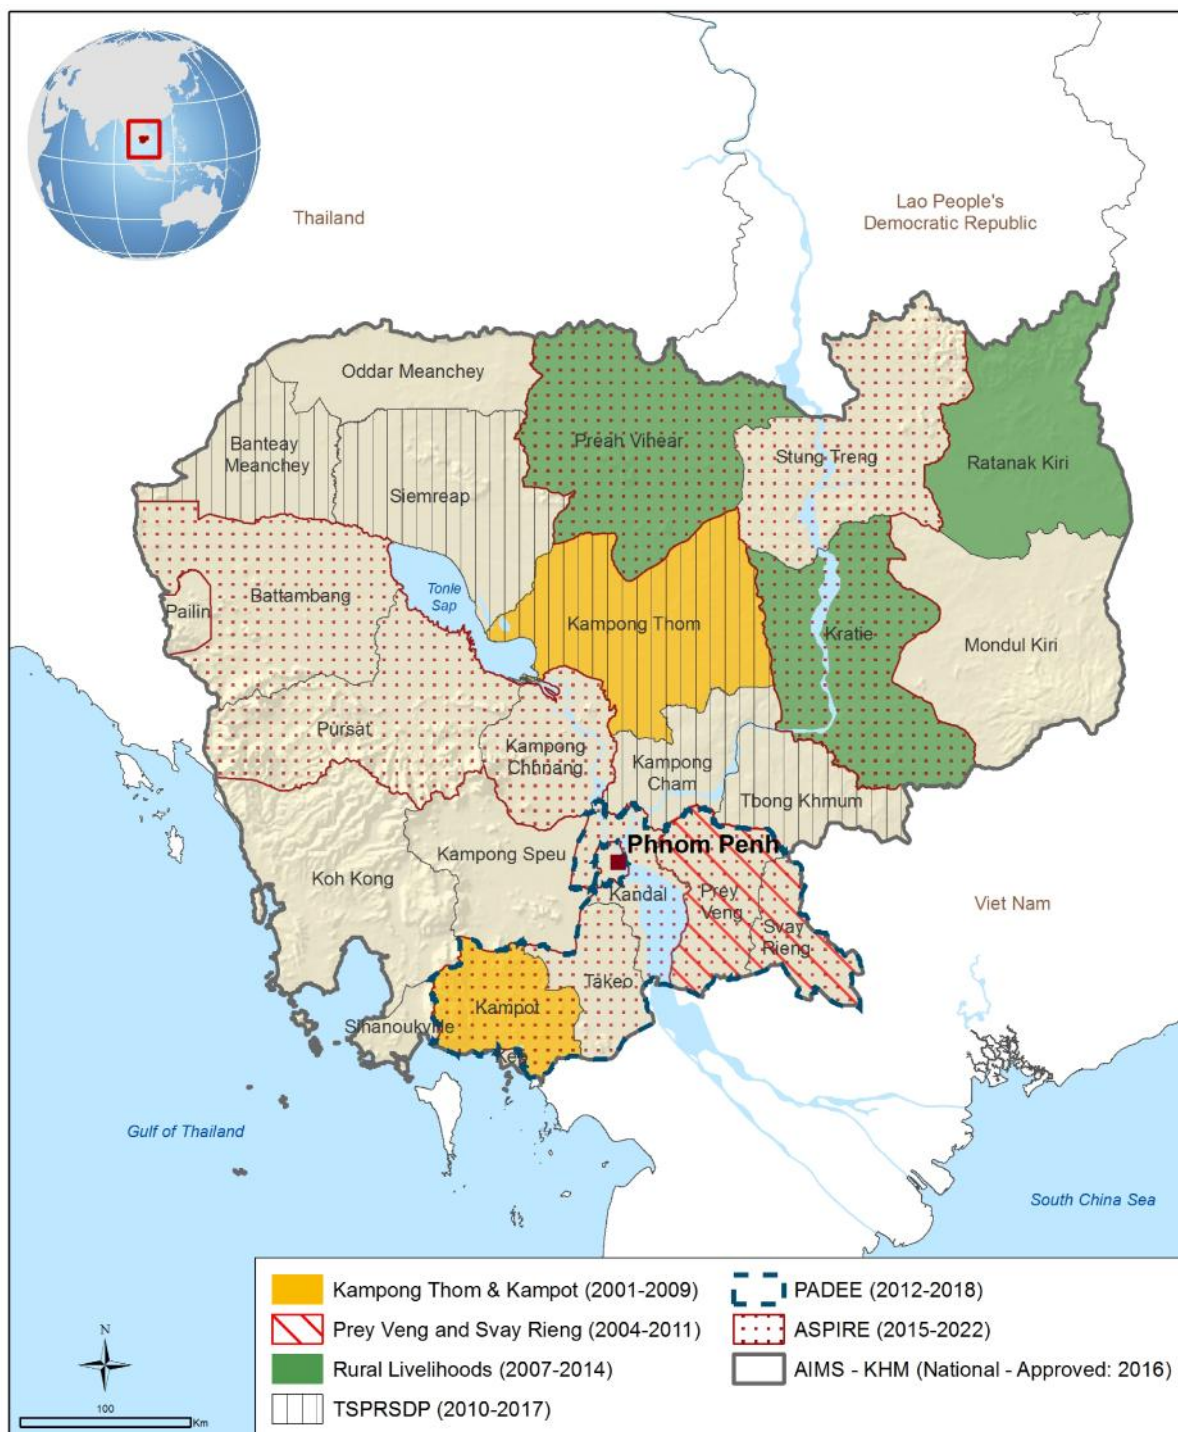 Thailand
Lao People's
Democratic Republic
Oddar Meanchey
Banteay
Meanchey
Siemreap
Preah Vihear
Stung Treng
Ratanak Kiri
Pailin
Battambang
Tonle
Sap
Kampong Thom
Kratie
Mondul Kiri
Pursat
Kampong
Chhnang
Kampong
Cham
Tbong Khmum
Phnom Penh
Kampong Speu
Koh Kong
Kandal
Prey
Veng
Svay
Rieng
Viet Nam
Takeo
Kampot
Sihanoukville
Kep
Gulf of Thailand
South China Sea
Kampong Thom & Kampot (2001-2009)
Prey Veng and Svay Rieng (2004-2011)
Rural Livelihoods (2007-2014)
TSPRSDP (2010-2017)
PADEE (2012-2018)
ASPIRE (2015-2022)
AIMS - KHM (National - Approved: 2016)
N
100
Km